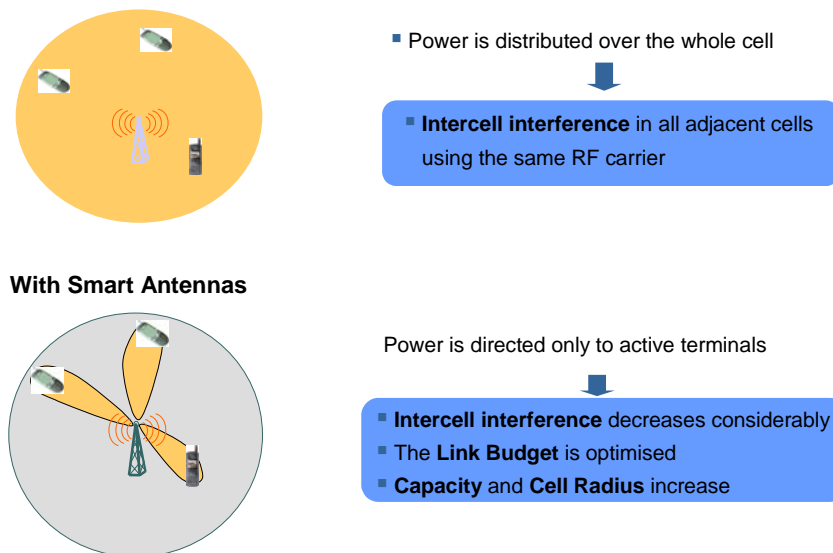 ▪ Power is distributed over the whole cell
▪ Intercell interference in all adjacent cells
using the same RF carrier
With Smart Antennas
Power is directed only to active terminals
▪ Intercell interference decreases considerably
▪ The Link Budget is optimised
▪ Capacity and Cell Radius increase